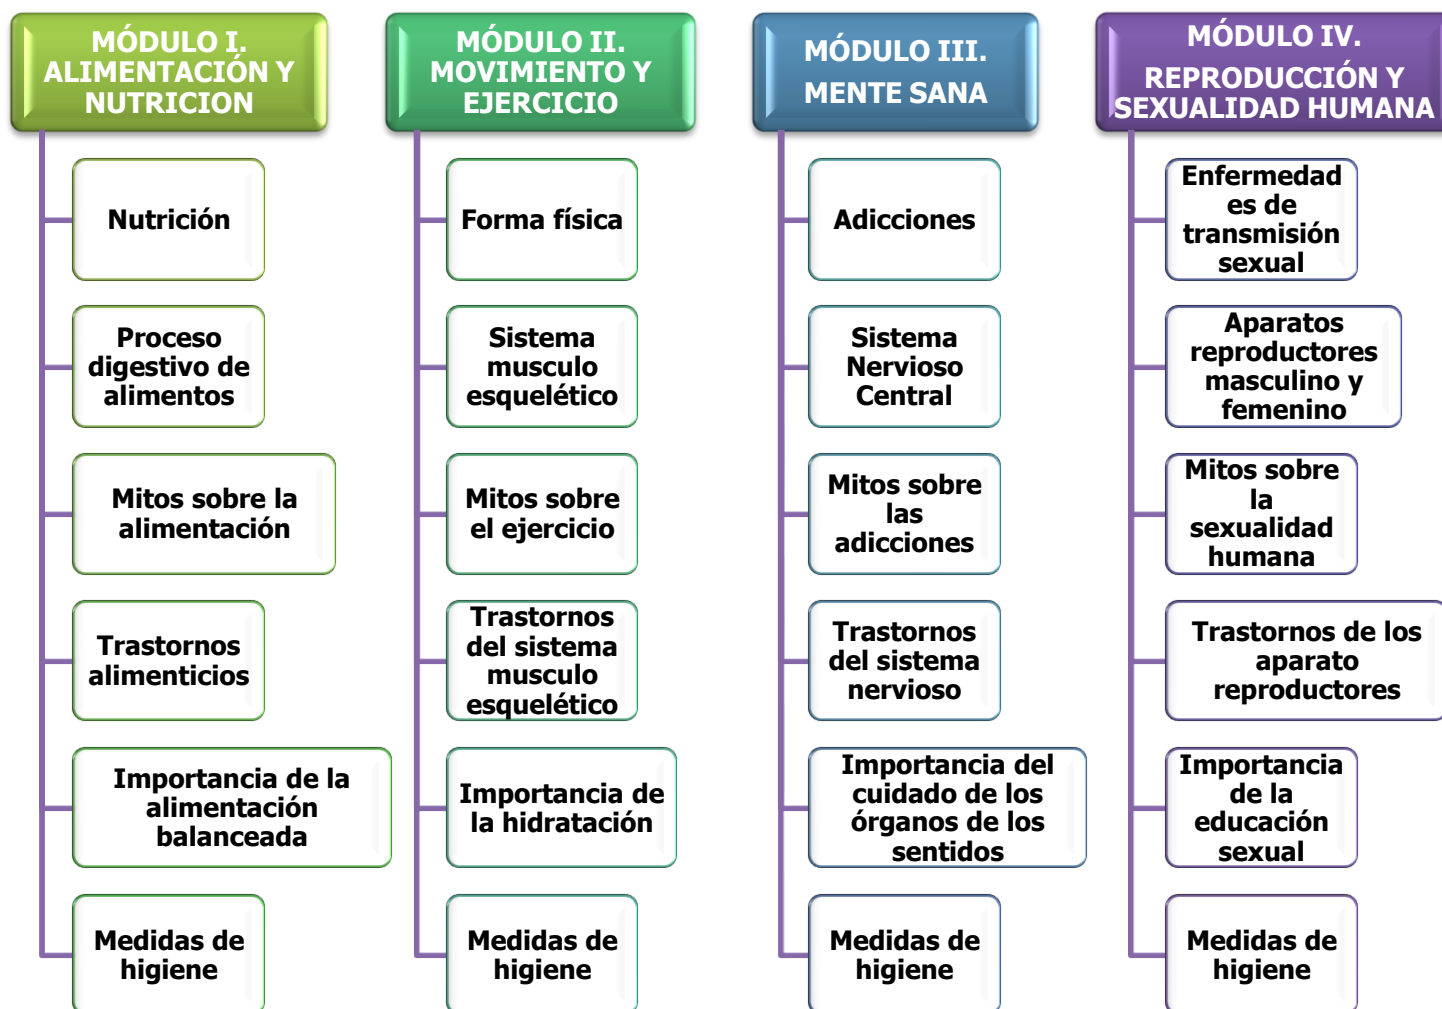 MÓDULO I.
ALIMENTACIÓN Y
NUTRICION
Nutrición
Proceso
digestivo de
alimentos
Mitos sobre la
alimentación
Trastornos
alimenticios
Importancia de la
alimentación
balanceada
Medidas de
higiene
MÓDULO II.
MOVIMIENTO Y
EJERCICIO
Forma física
Sistema
musculo
esquelético
Mitos sobre
el ejercicio
Trastornos
del sistema
musculo
esquelético
Importancia de
la hidratación
Medidas de
higiene
MÓDULO III.
MENTE SANA
Adicciones
Sistema
Nervioso
Central
Mitos sobre
las
adicciones
Trastornos
del sistema
nervioso
Importancia del
cuidado de los
órganos de los
sentidos
Medidas de
higiene
MÓDULO IV.
REPRODUCCIÓN Y
SEXUALIDAD HUMANA
Enfermedad
es de
transmisión
sexual
Aparatos
reproductores
masculino y
femenino
Mitos sobre
la
sexualidad
humana
Trastornos de los
aparato
reproductores
Importancia
de la
educación
sexual
Medidas de
higiene